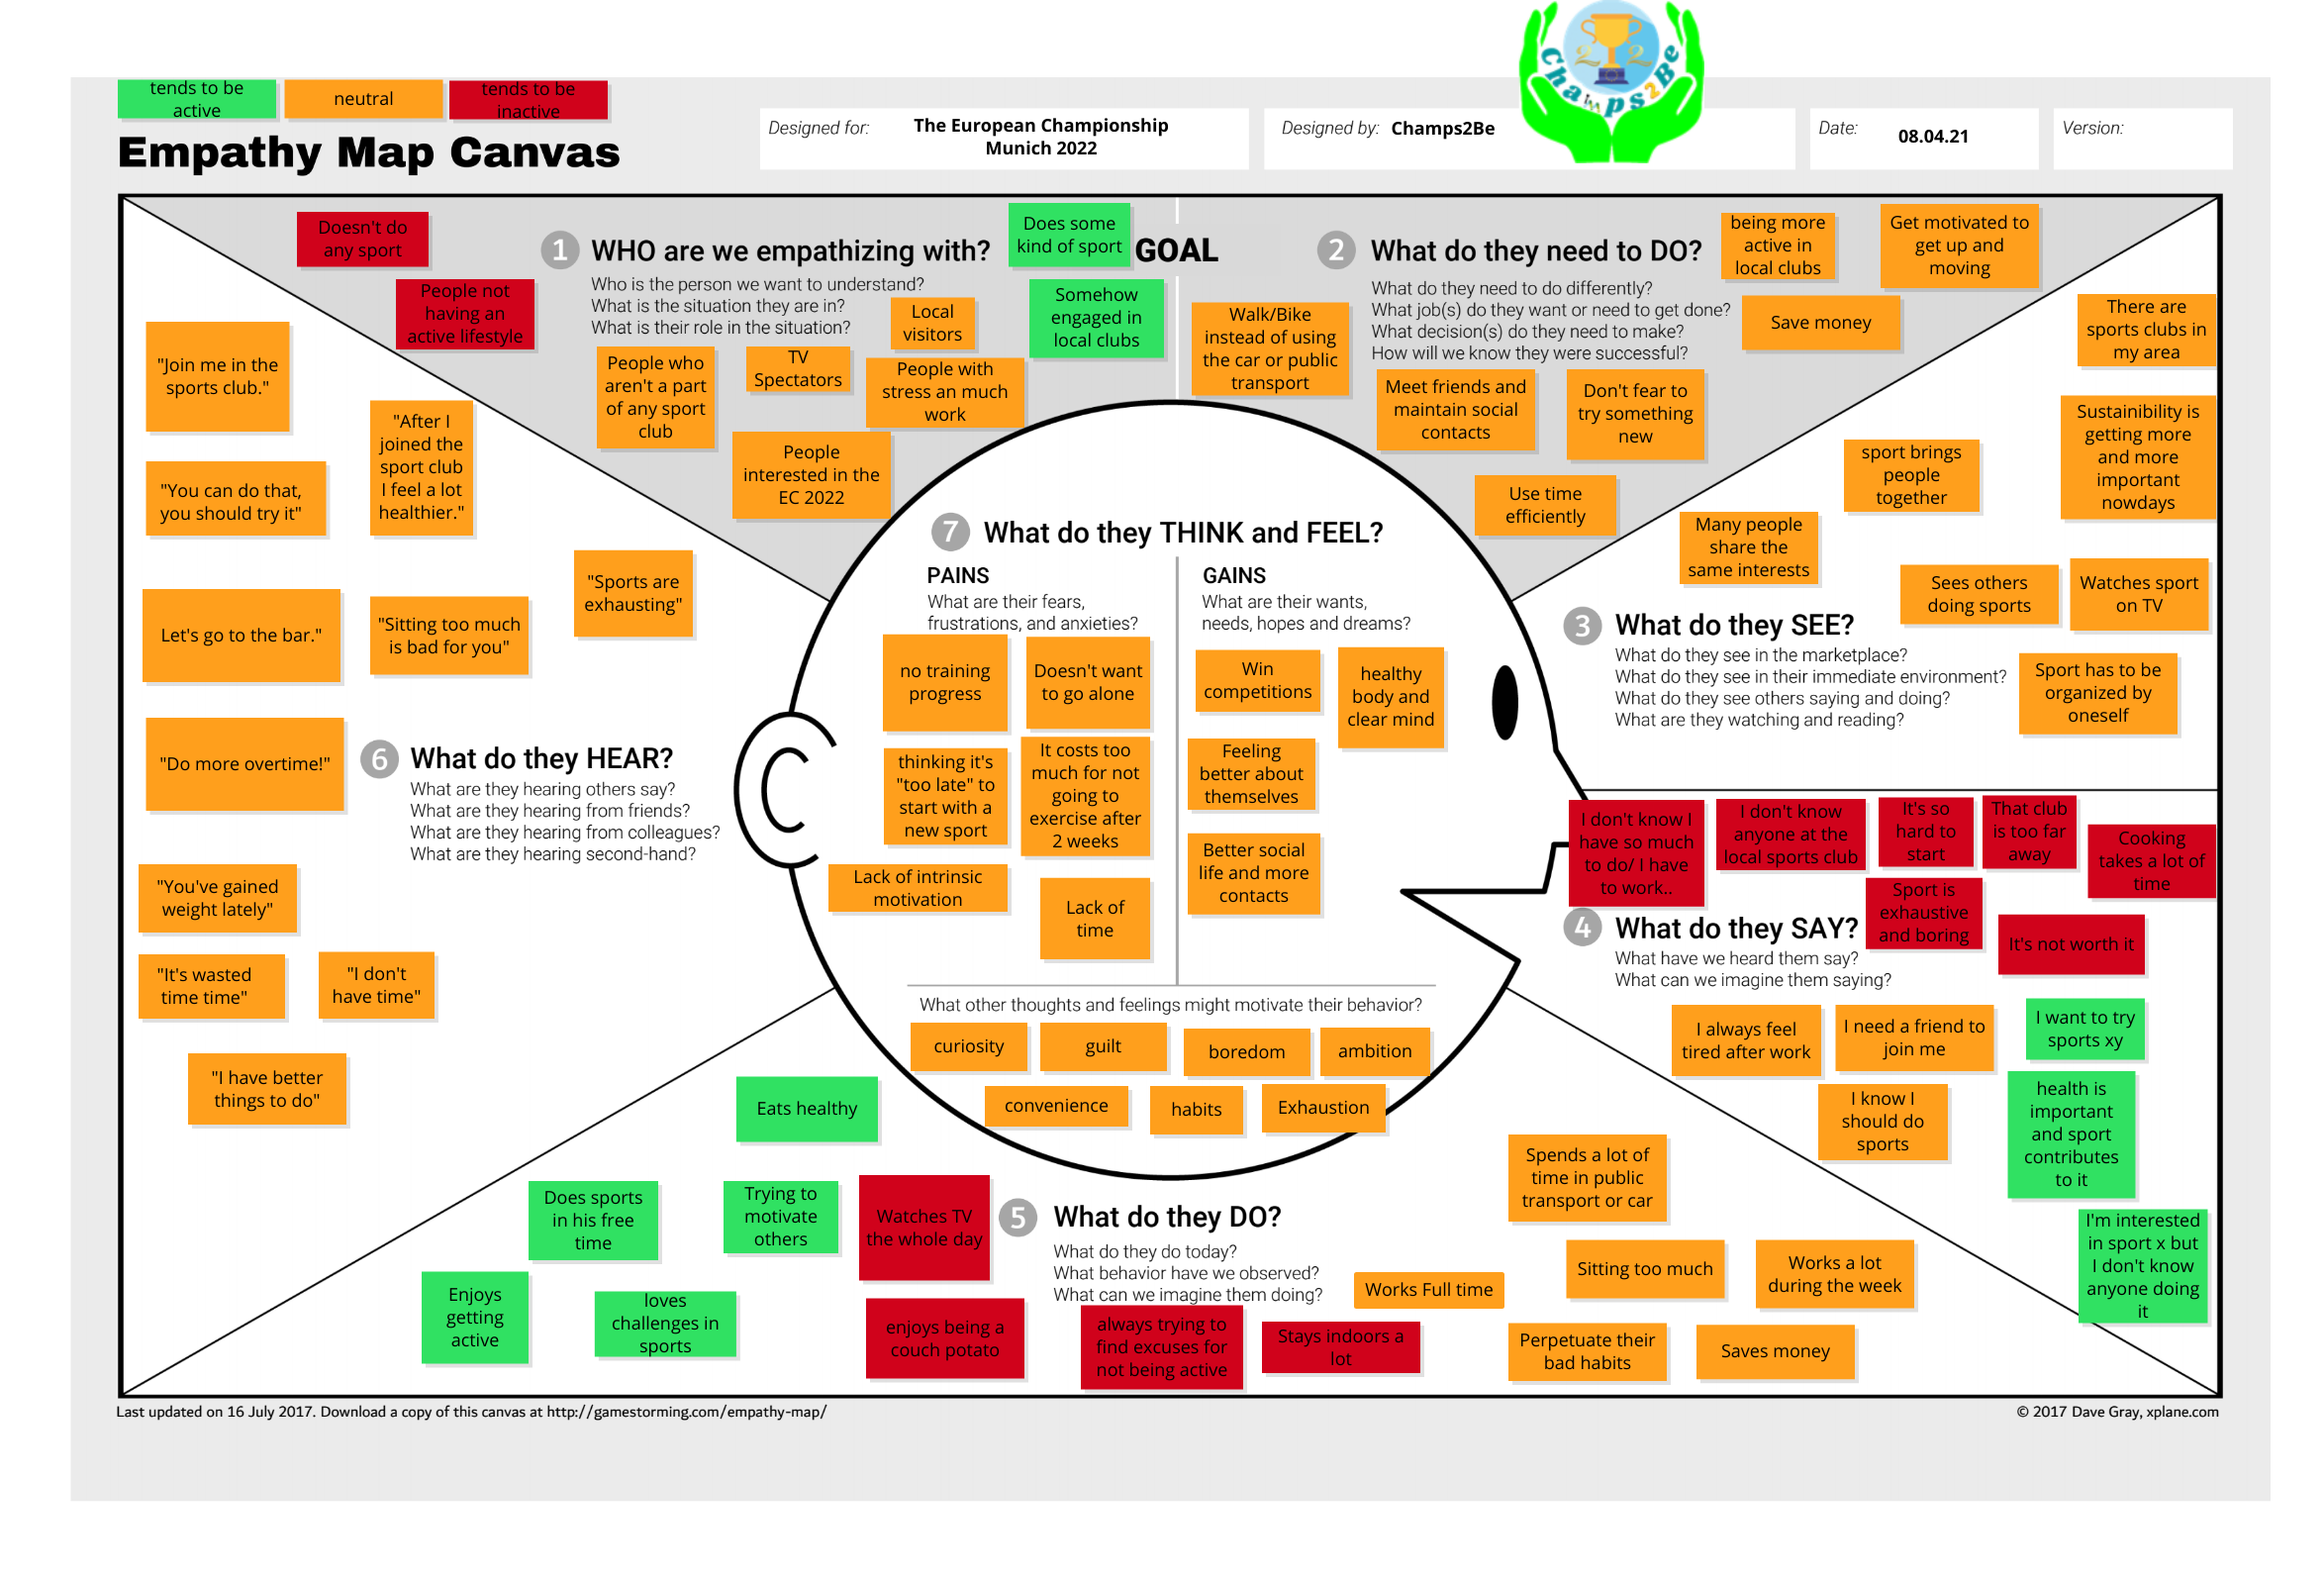 Champs2Be
2 2
tends to be
active
neutral
tends to be
inactive
Empathy Map Canvas
Designed for:
The European Championship
Munich 2022
Designed by:
Champs2Be
Date:
08.04.21
Version:
GOAL
1
WHO are we empathizing with?
Who is the person we want to understand?
What is the situation they are in?
What is their role in the situation?
Doesn't do
any sport
People not
having an
active lifestyle
Does some
kind of sport
Somehow
engaged in
local clubs
Local
visitors
People who
aren't a part
of any sport
club
TV
Spectators
People with
stress an much
work
People
interested in the
EC 2022
2
What do they need to DO?
What do they need to do differently?
What job(s) do they want or need to get done?
What decision(s) do they need to make?
How will we know they were successful?
being more
active in
local clubs
Get motivated to
get up and
moving
Save money
Walk/Bike
instead of using
the car or public
transport
Meet friends and
maintain social
contacts
Don't fear to
try something
new
Use time
efficiently
3
What do they SEE?
What do they see in the marketplace?
What do they see in their immediate environment?
What do they see others saying and doing?
What are they watching and reading?
There are
sports clubs in
my area
Sustainibility is
getting more
and more
important
nowdays
sport brings
people
together
Many people
share the
same interests
Sees others
doing sports
Watches sport
on TV
Sport has to be
organized by
oneself
4
What do they SAY?
What have we heard them say?
What can we imagine them saying?
I don't know I
have so much
to do/ I have
to work..
I don't know
anyone at the
local sports club
It's so
hard to
start
That club
is too far
away
Cooking
takes a lot of
time
Sport is
exhaustive
and boring
It's not worth it
I always feel
tired after work
I need a friend to
join me
I want to try
sports xy
I know I
should do
sports
health is
important
and sport
contributes
to it
I'm interested
in sport x but
I don't know
anyone doing
it
5
What do they DO?
What do they do today?
What behavior have we observed?
What can we imagine them doing?
Eats healthy
Does sports
in his free
time
Trying to
motivate
others
Watches TV
the whole day
Enjoys
getting
active
loves
challenges in
sports
enjoys being a
couch potato
always trying to
find excuses for
not being active
Stays indoors a
lot
Works Full time
Spends a lot of
time in public
transport or car
Sitting too much
Works a lot
during the week
Perpetuate their
bad habits
Saves money
6
What do they HEAR?
What are they hearing others say?
What are they hearing from friends?
What are they hearing from colleagues?
What are they hearing second-hand?
"Join me in the
sports club."
"After I
joined the
sport club
I feel a lot
healthier."
"You can do that,
you should try it"
"Sports are
exhausting"
Let's go to the bar."
"Sitting too much
is bad for you"
"Do more overtime!"
"You've gained
weight lately"
"It's wasted
time time"
"I don't
have time"
"I have better
things to do"
7
What do they THINK and FEEL?
PAINS
What are their fears,
frustrations, and anxieties?
no training
progress
Doesn't want
to go alone
thinking it's
"too late" to
start with a
new sport
It costs too
much for not
going to
exercise after
2 weeks
Lack of intrinsic
motivation
Lack of
time
GAINS
What are their wants,
needs, hopes and dreams?
Win
competitions
healthy
body and
clear mind
Feeling
better about
themselves
Better social
life and more
contacts
What other thoughts and feelings might motivate their behavior?
curiosity
guilt
boredom
ambition
convenience
habits
Exhaustion
Last updated on 16 July 2017. Download a copy of this canvas at http://gamestorming.com/empathy-map/
© 2017 Dave Gray, xplane.com